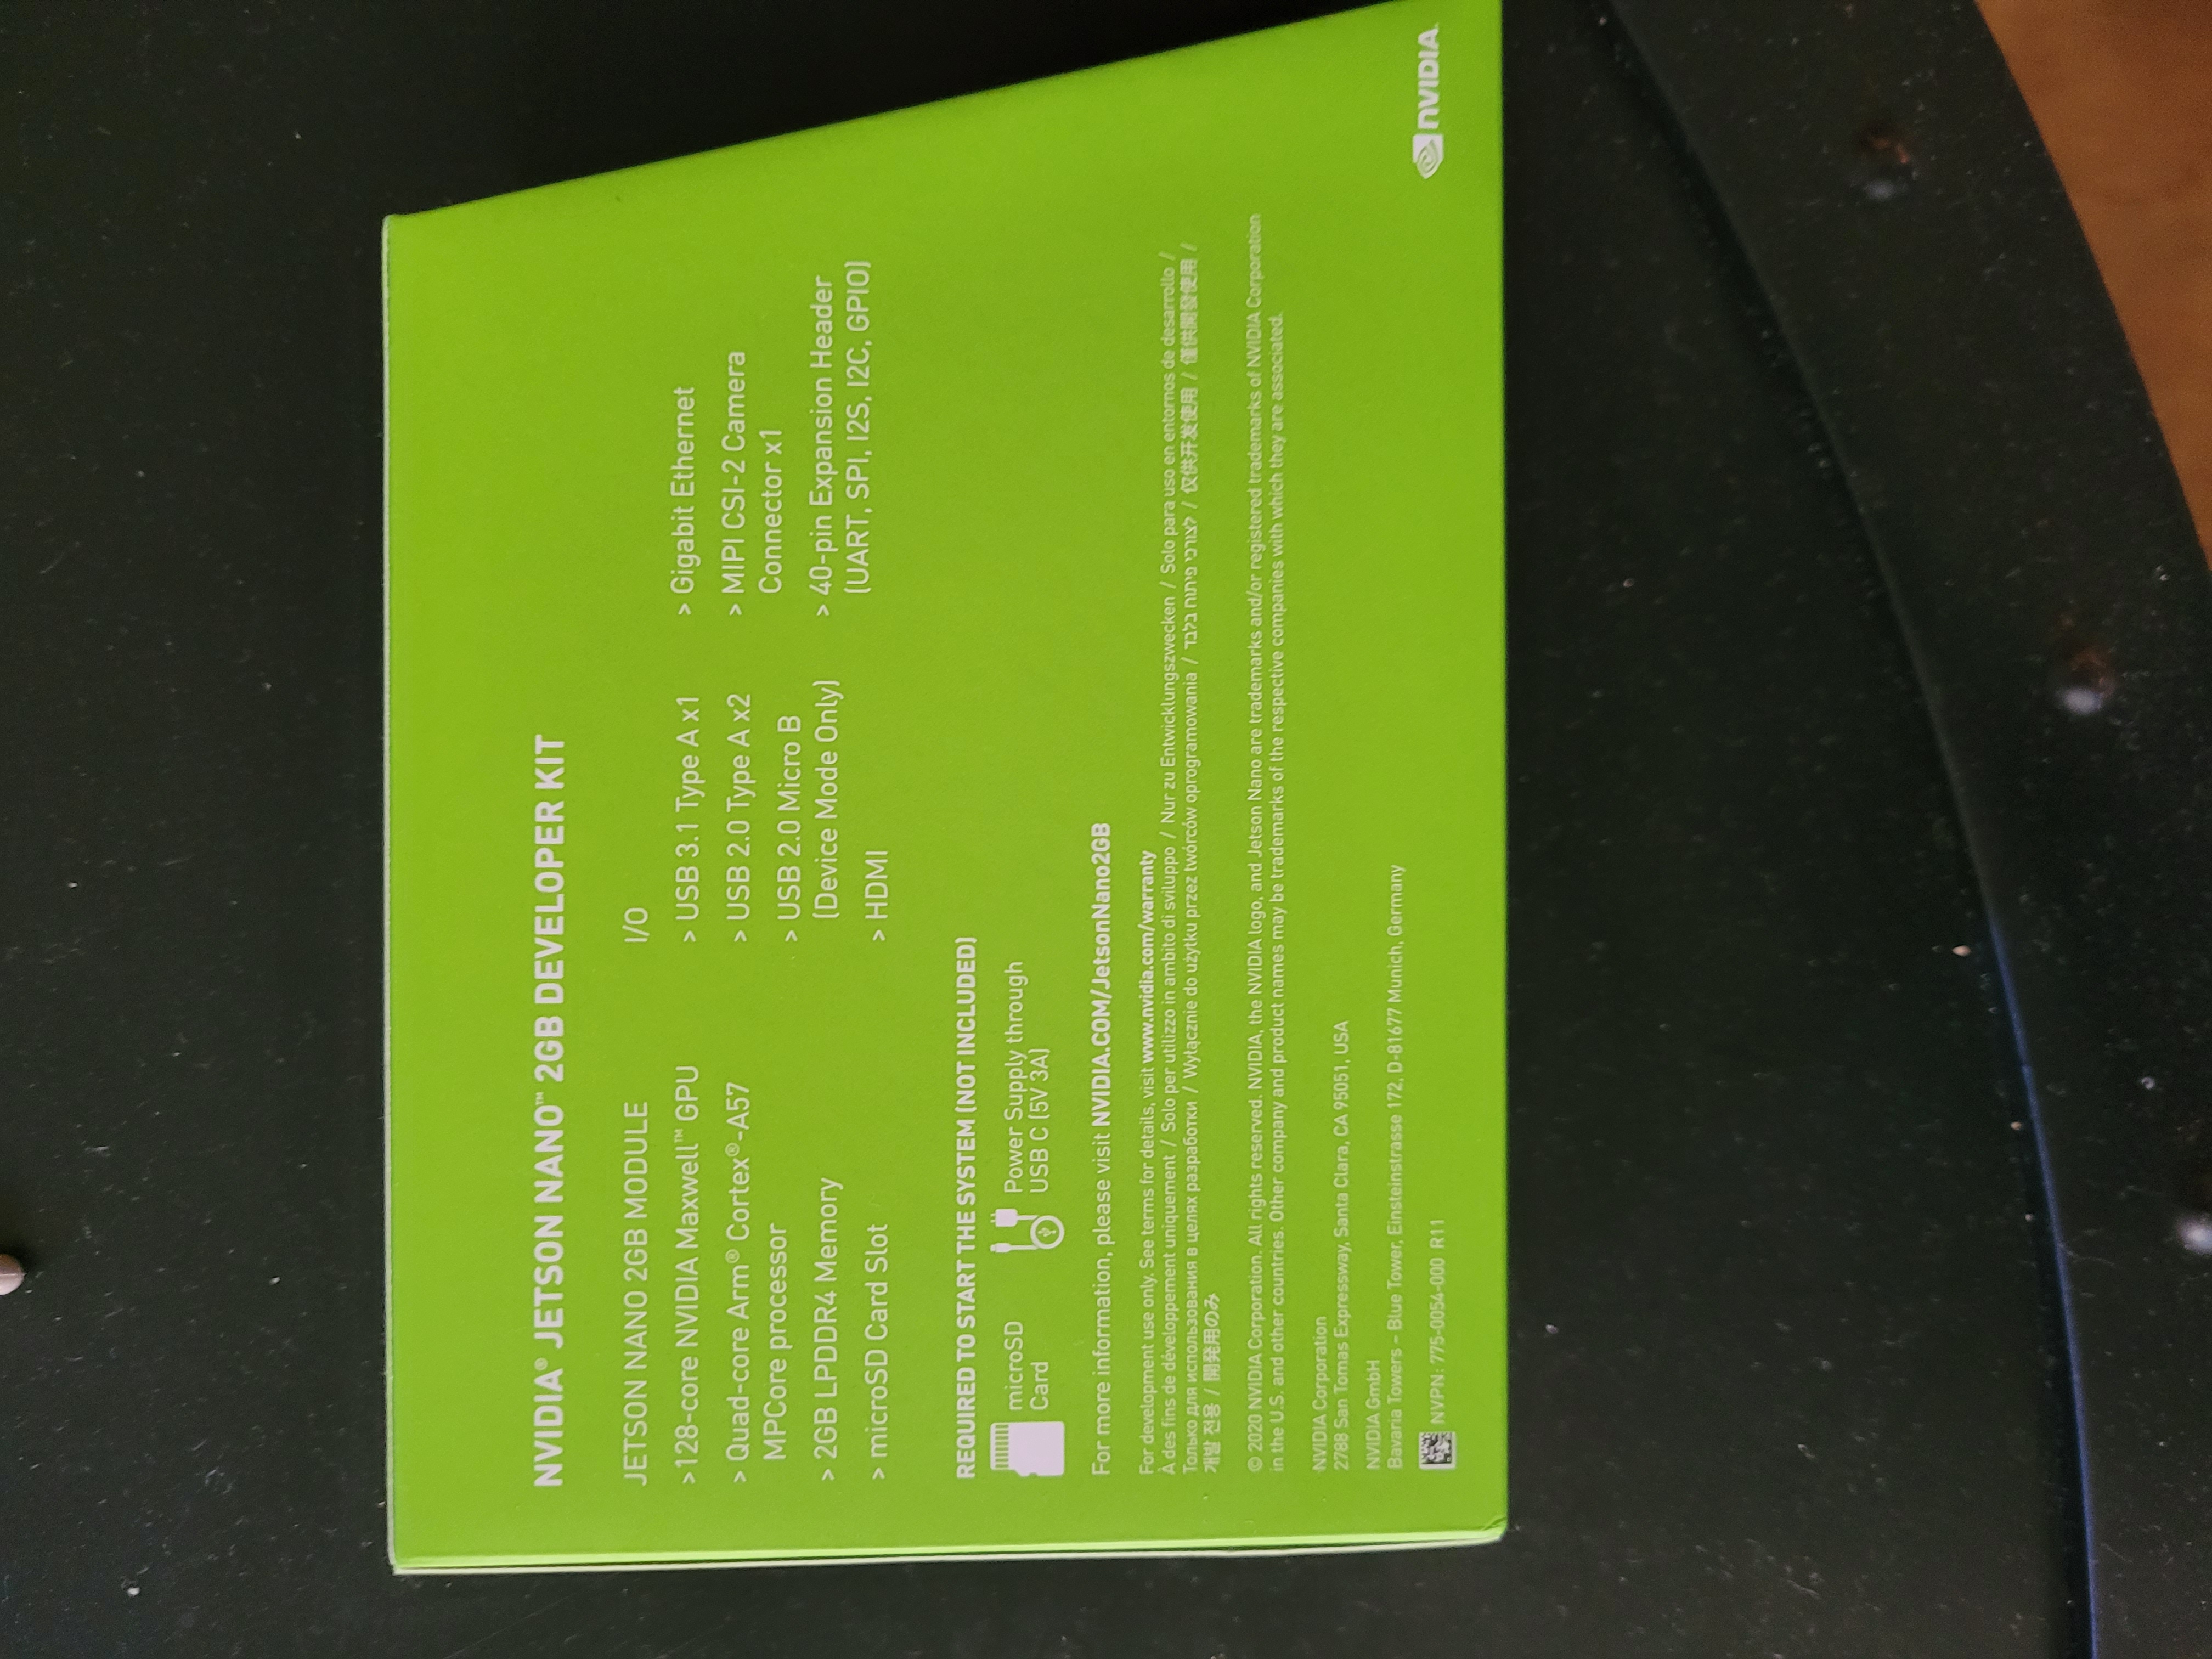 NVIDIA® JETSON NANO™ 2GB DEVELOPER KIT
JETSON NANO 2GB MODULE
>128-core NVIDIA Maxwell™ GPU
> Quad-core Arm® Cortex®-A57
MPCore processor
> 2GB LPDDR4 Memory
> microSD Card Slot
I/O
> USB 3.1 Type A x1
> USB 2.0 Type A x2
> USB 2.0 Micro B
(Device Mode Only)
> HDMI
> Gigabit Ethernet
> MIPI CSI-2 Camera
Connector x1
> 40-pin Expansion Header
(UART, SPI, I2S, I2C, GPIO)
REQUIRED TO START THE SYSTEM (NOT INCLUDED)
microSD
Card
Power Supply through
USB C (5V 3A)
For more information, please visit NVIDIA.COM/JetsonNano2GB
For development use only. See terms for details, visit www.nvidia.com/warranty
À des fins de développement uniquement / Solo per utilizzo in ambito di sviluppo / Nur zu Entwicklungszwecken / Solo para uso en entornos de desarrollo /
Только для использования в целях разработки / Wyłącznie do użytku przez twórców oprogramowania / לצורכי פיתוח בלבד / 仅供开发使用 / 僅供開發使用 /
개발 전용 / 開発用のみ
© 2020 NVIDIA Corporation. All rights reserved. NVIDIA, the NVIDIA logo, and Jetson Nano are trademarks and/or registered trademarks of NVIDIA Corporation
in the U.S. and other countries. Other company and product names may be trademarks of the respective companies with which they are associated.
NVIDIA Corporation
2788 San Tomas Expressway, Santa Clara, CA 95051, USA
NVIDIA GmbH
Bavaria Towers – Blue Tower, Einsteinstrasse 172, D-81677 Munich, Germany
NVPN: 775-0054-000 R11
NVIDIA.